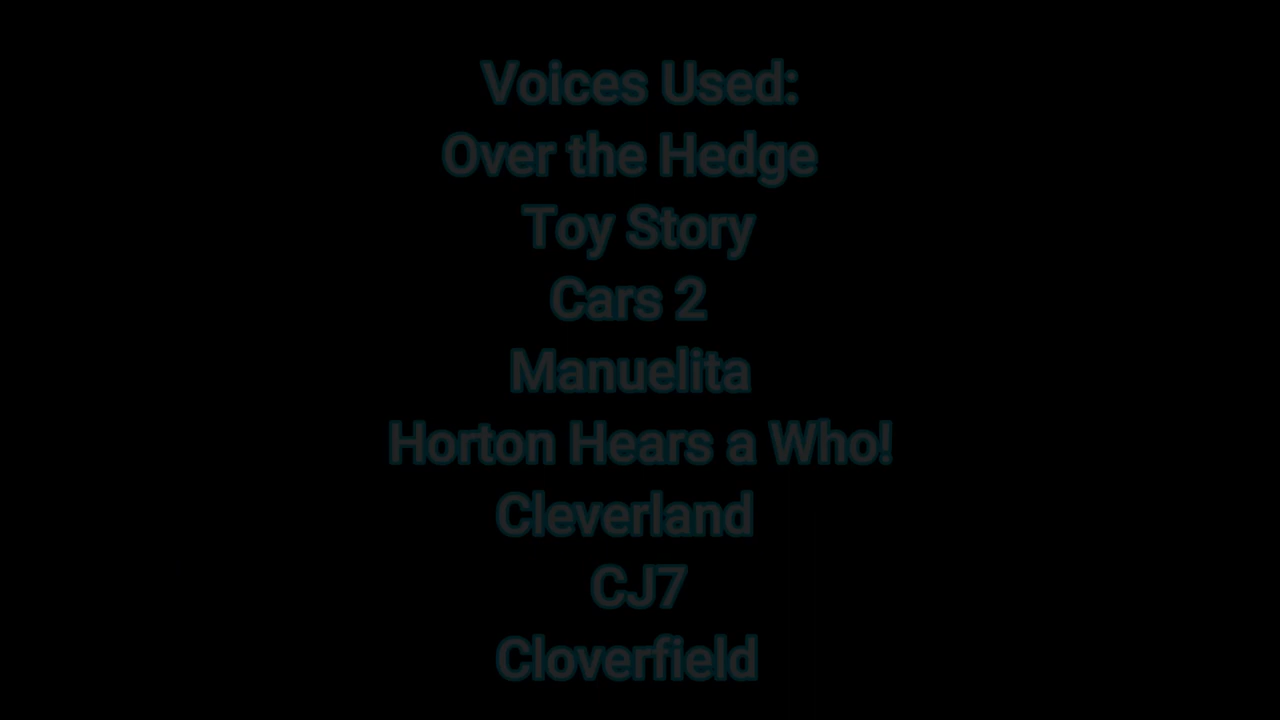 Voices Used:
Over the Hedge
Toy Story
Cars 2
Manuelita
Horton Hears a Who!
Cleverland
CJ7
Cloverfield